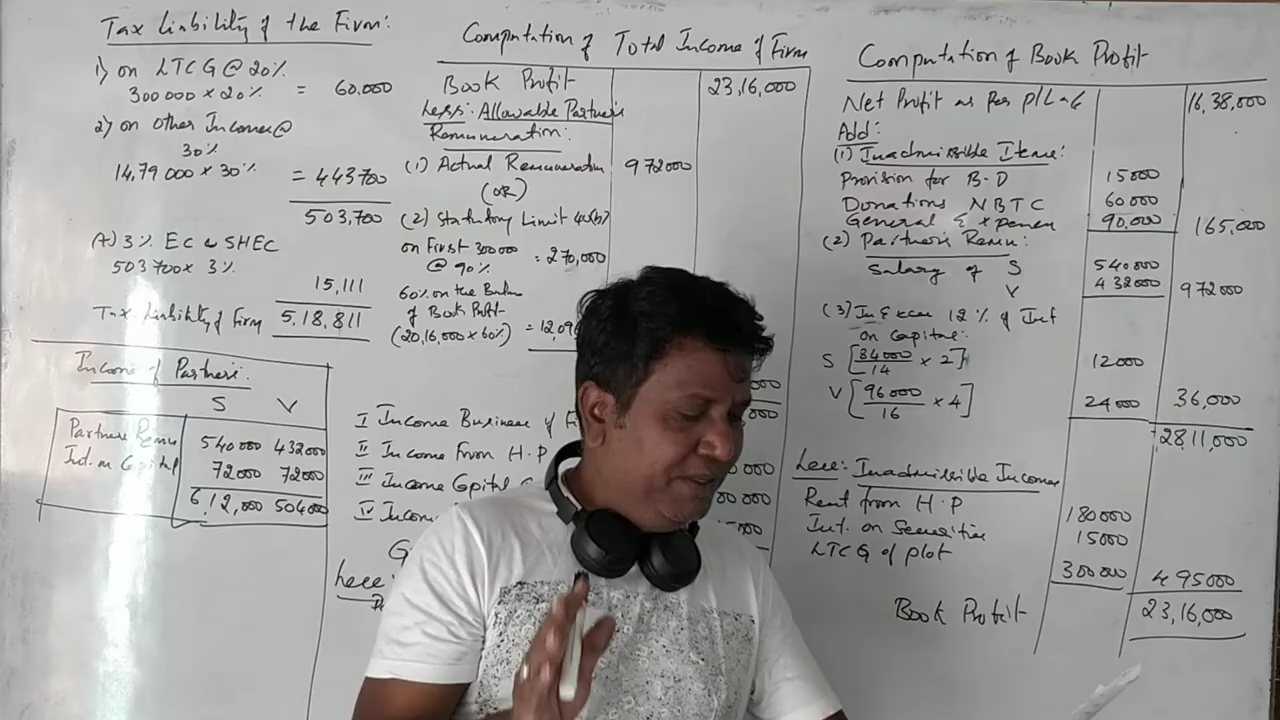 Tax Liability of the Firm:
1) on LTCG @ 20%
300000 x 20% = 60,000
2) on other Income @
30%
14,79000 x 30% = 443700
503,700
(A) 3% EC & SHEC
503700 x 3%
15,111
Tax Liability of Firm 5,18,811
Income of Partners:
S V
Partners Remu 540000 432000
Int. on Capital 72000 72000
6,12,000 504000
Computation of Total Income of Firm
Book Profit 23,16,000
Less: Allowable Partners
Remuneration:
(1) Actual Remuneration 972000
(OR)
(2) Statutory Limit 40(b)
on First 300000
@ 90% = 270,000
60% on the Balan
of Book Profit
(20,16,000 x 60%) = 12,09
I Income Business of F
II Income From H.P
III Income Capital
IV Income
G
Less:
Computation of Book Profit
Net Profit as per P/L a/c 16,38,000
Add:
(1) Inadmissible Items:
Provision for B.D 15000
Donations NBTC 60000
General Expenses 90,000 165,000
(2) Partners Remu:
Salary of S 540000
V 432000 972000
(3) In Excess 12% of Int
on Capital:
S [84000/14 x 2] 12000
V [96000/16 x 4] 24000 36,000
2811,000
Less: Inadmissible Incomes
Rent from H.P 180000
Int. on Securities 15000
LTCG of plot 300000 495000
Book Profit 23,16,000